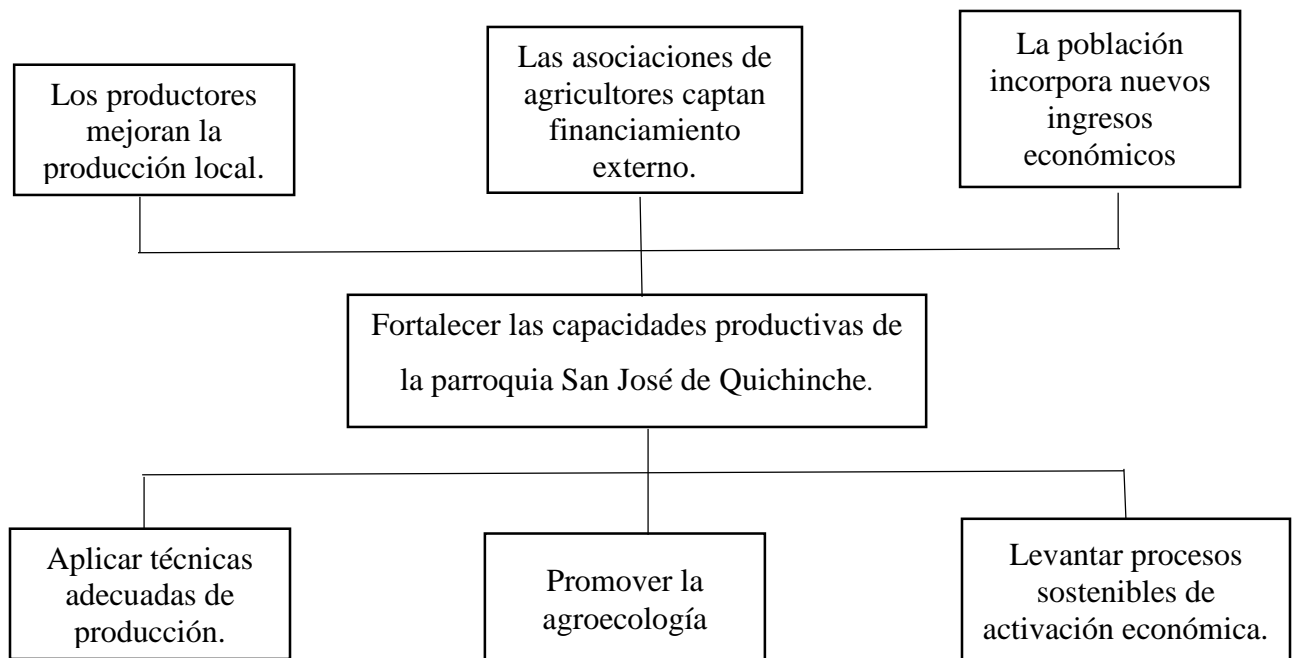 Los productores
mejoran la
producción local.
Las asociaciones de
agricultores captan
financiamiento
externo.
La población
incorpora nuevos
ingresos
económicos
Fortalecer las capacidades productivas de
la parroquia San José de Quichinche.
Aplicar técnicas
adecuadas de
producción.
Promover la
agroecología
Levantar procesos
sostenibles de
activación económica.